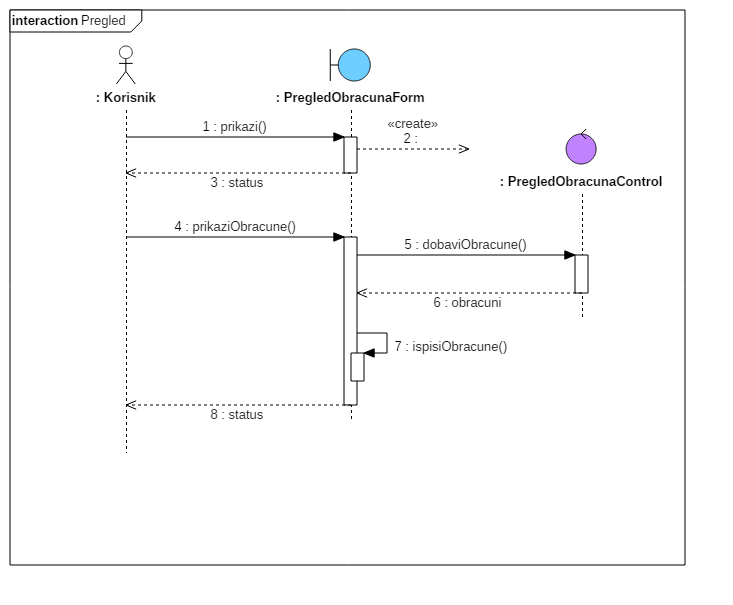 interaction Pregled
: Korisnik
: PregledObracunaForm
1 : prikazi()
«create»
2 :
: PregledObracunaControl
3 : status
4 : prikaziObracune()
5 : dobaviObracune()
6 : obracuni
7 : ispisiObracune()
8 : status